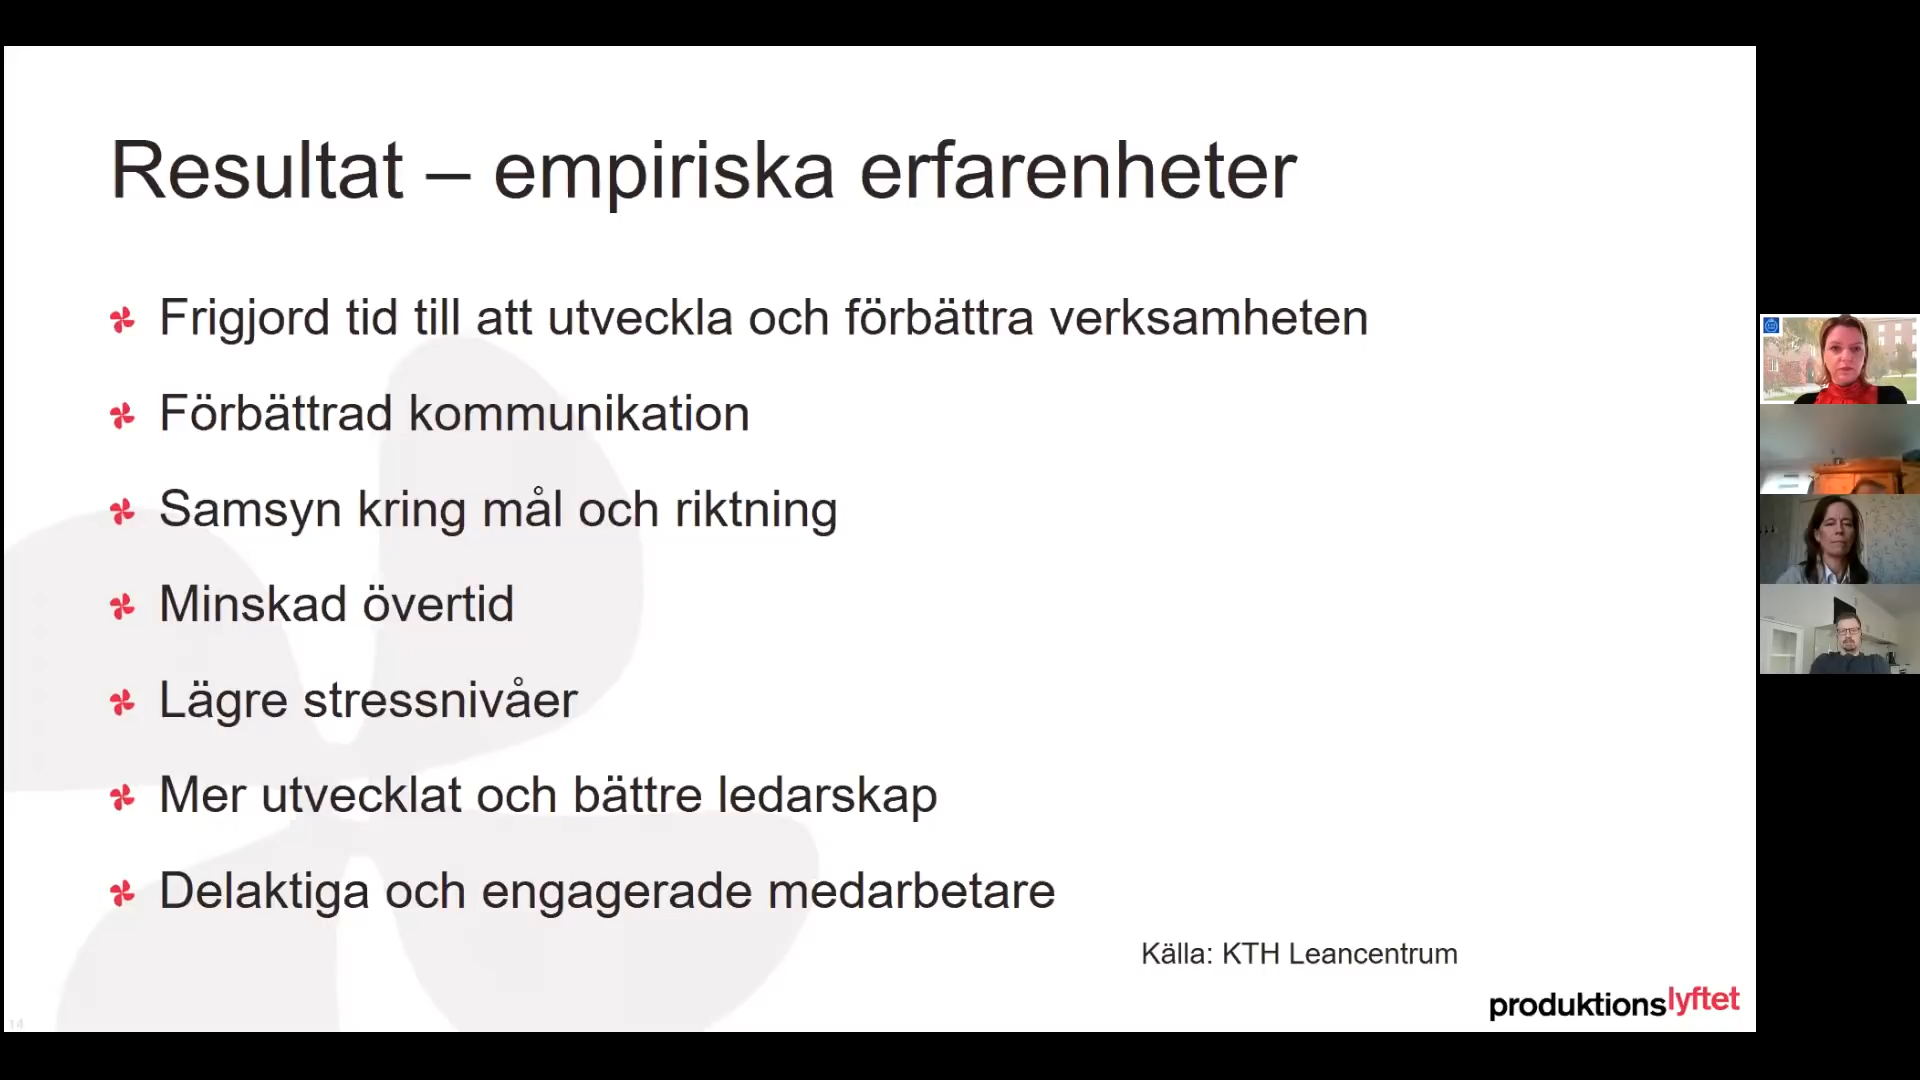 Resultat – empiriska erfarenheter
Frigjord tid till att utveckla och förbättra verksamheten
Förbättrad kommunikation
Samsyn kring mål och riktning
Minskad övertid
Lägre stressnivåer
Mer utvecklat och bättre ledarskap
Delaktiga och engagerade medarbetare
Källa: KTH Leancentrum
produktionslyftet
14